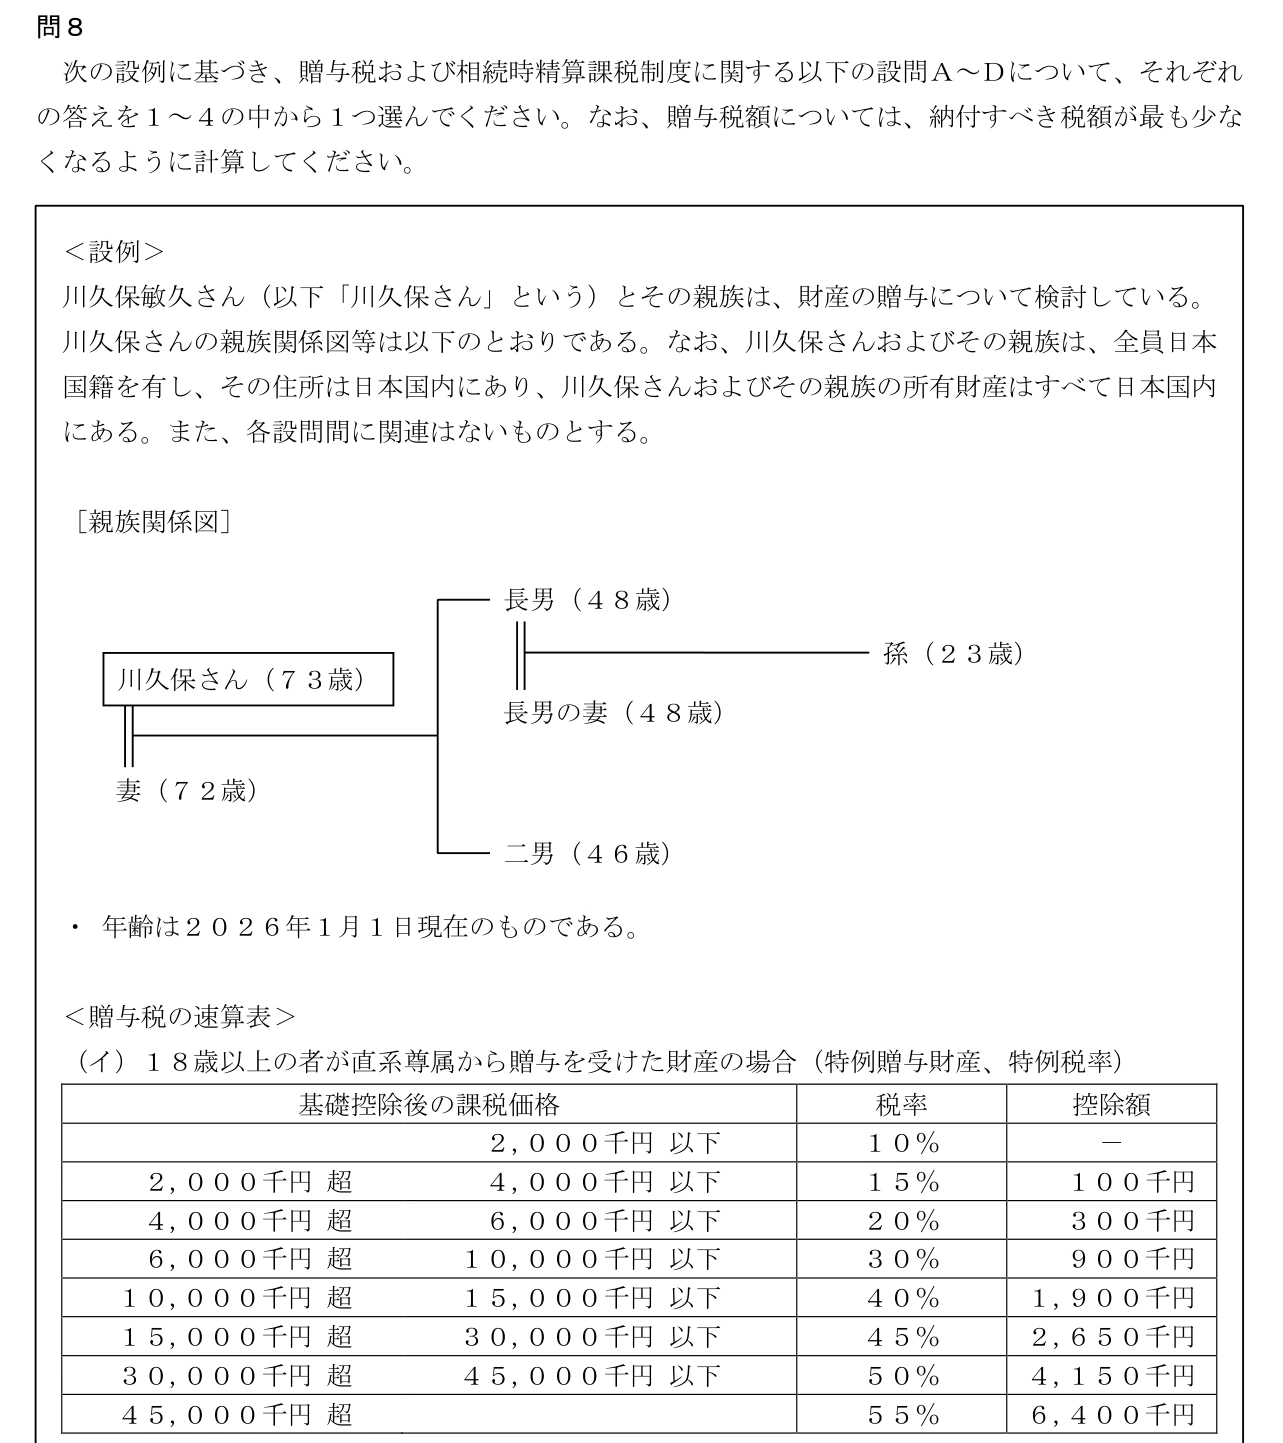 問８
次の設例に基づき、贈与税および相続時精算課税制度に関する以下の設問Ａ～Ｄについて、それぞれ
の答えを１～４の中から１つ選んでください。なお、贈与税額については、納付すべき税額が最も少な
くなるように計算してください。
＜設例＞
川久保敏久さん（以下「川久保さん」という）とその親族は、財産の贈与について検討している。
川久保さんの親族関係図等は以下のとおりである。なお、川久保さんおよびその親族は、全員日本
国籍を有し、その住所は日本国内にあり、川久保さんおよびその親族の所有財産はすべて日本国内
にある。また、各設問間に関連はないものとする。
［親族関係図］
長男（４８歳）
孫（２３歳）
川久保さん（７３歳）
長男の妻（４８歳）
妻（７２歳）
二男（４６歳）
・ 年齢は２０２６年１月１日現在のものである。
＜贈与税の速算表＞
（イ）１８歳以上の者が直系尊属から贈与を受けた財産の場合（特例贈与財産、特例税率）
基礎控除後の課税価格 税率 控除額
２,０００千円 以下 １０％ －
２,０００千円 超 ４,０００千円 以下 １５％ １００千円
４,０００千円 超 ６,０００千円 以下 ２０％ ３００千円
６,０００千円 超 １０,０００千円 以下 ３０％ ９００千円
１０,０００千円 超 １５,０００千円 以下 ４０％ １,９００千円
１５,０００千円 超 ３０,０００千円 以下 ４５％ ２,６５０千円
３０,０００千円 超 ４５,０００千円 以下 ５０％ ４,１５０千円
４５,０００千円 超 ５５％ ６,４００千円